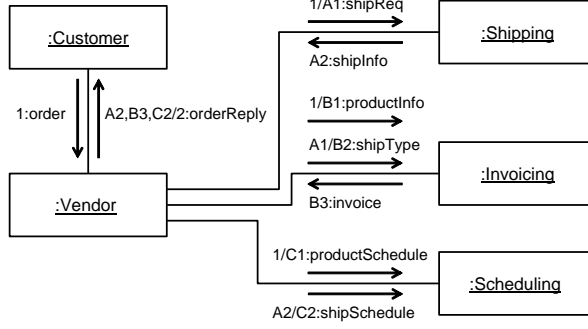 1/A1:shipReq
:Customer
A2:shipInfo
:Shipping
1:order
A2,B3,C2/2:orderReply
1/B1:productInfo
A1/B2:shipType
:Vendor
B3:invoice
:Invoicing
1/C1:productSchedule
:Scheduling
A2/C2:shipSchedule